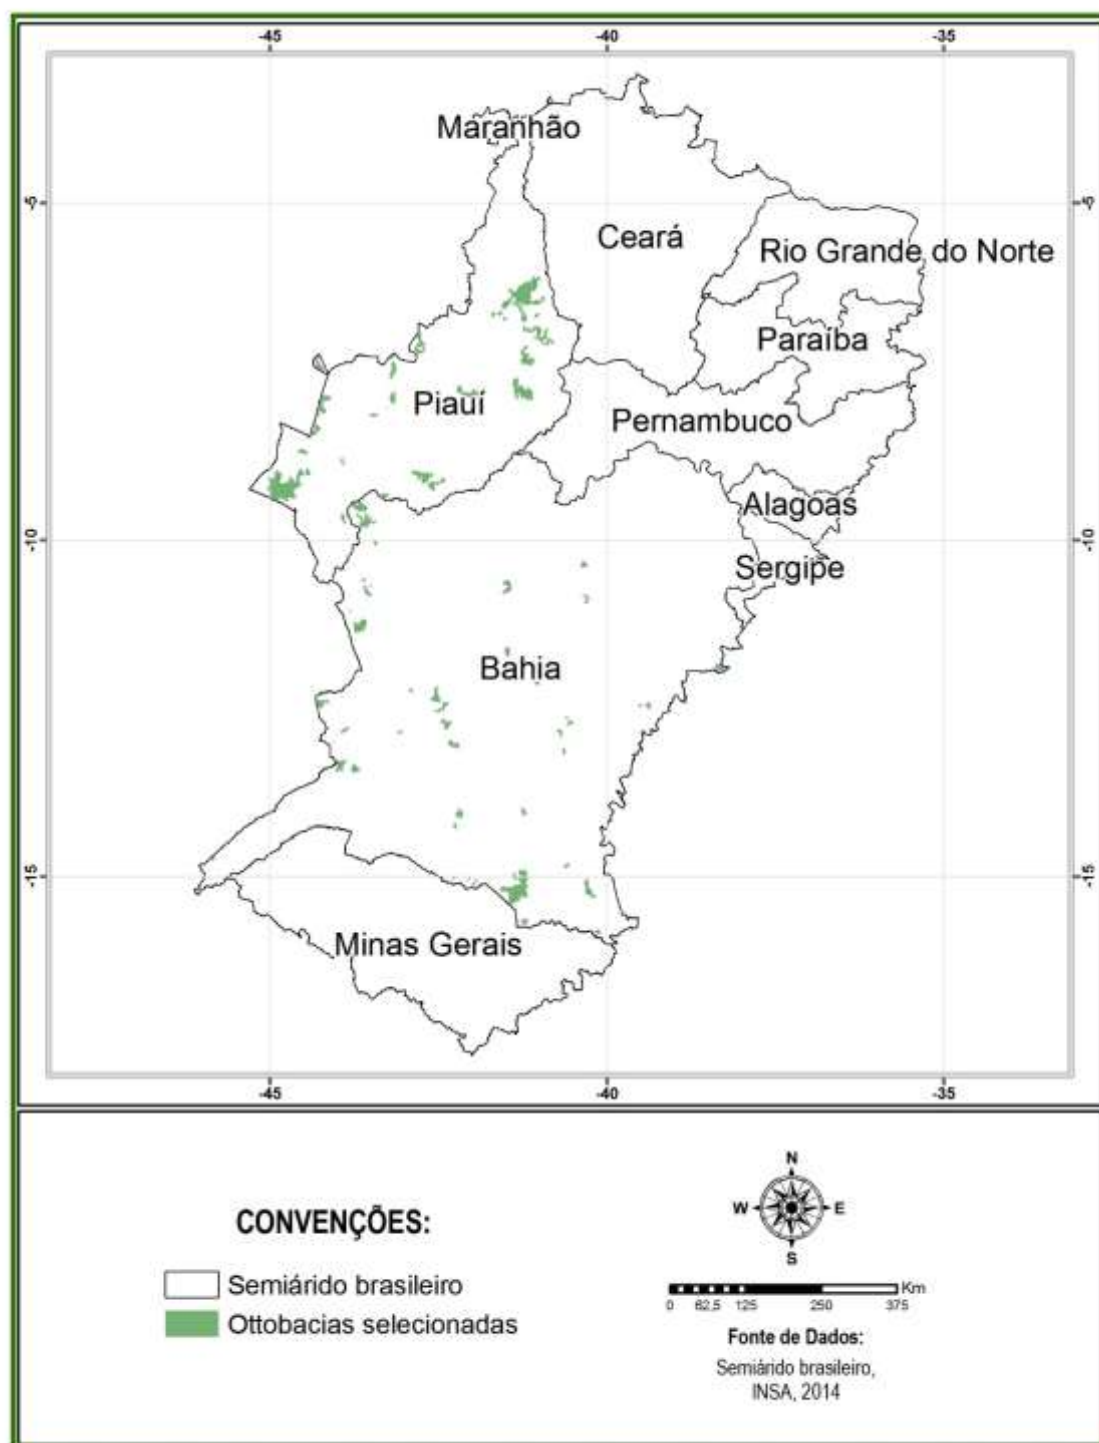 -45 -40 -35
Maranhão
-5 -5
Ceará
Rio Grande do Norte
Paraíba
Piauí
Pernambuco
Alagoas
-10 -10
Sergipe
Bahia
-15 -15
Minas Gerais
-45 -40 -35
N
W E
S
CONVENÇÕES:
Semiárido brasileiro
Ottobacias selecionadas
Km
0 62,5 125 250 375
Fonte de Dados:
Semiárido brasileiro,
INSA, 2014